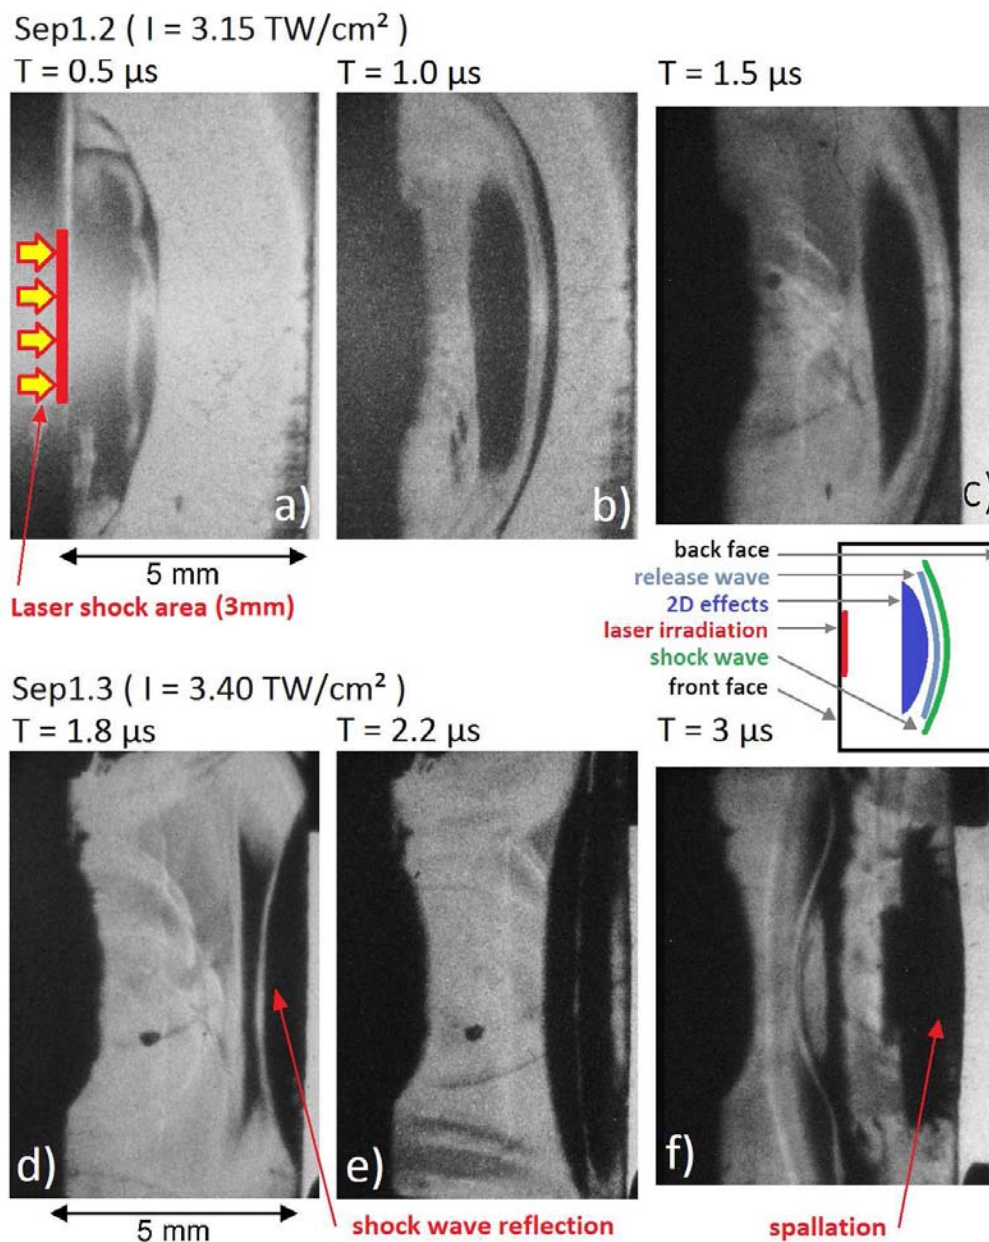 Sep1.2 ( I = 3.15 TW/cm² )
T = 0.5 µs
T = 1.0 µs
T = 1.5 µs
a)
b)
c)
5 mm
Laser shock area (3mm)
back face
release wave
2D effects
laser irradiation
shock wave
front face
Sep1.3 ( I = 3.40 TW/cm² )
T = 1.8 µs
T = 2.2 µs
T = 3 µs
d)
e)
f)
5 mm
shock wave reflection
spallation